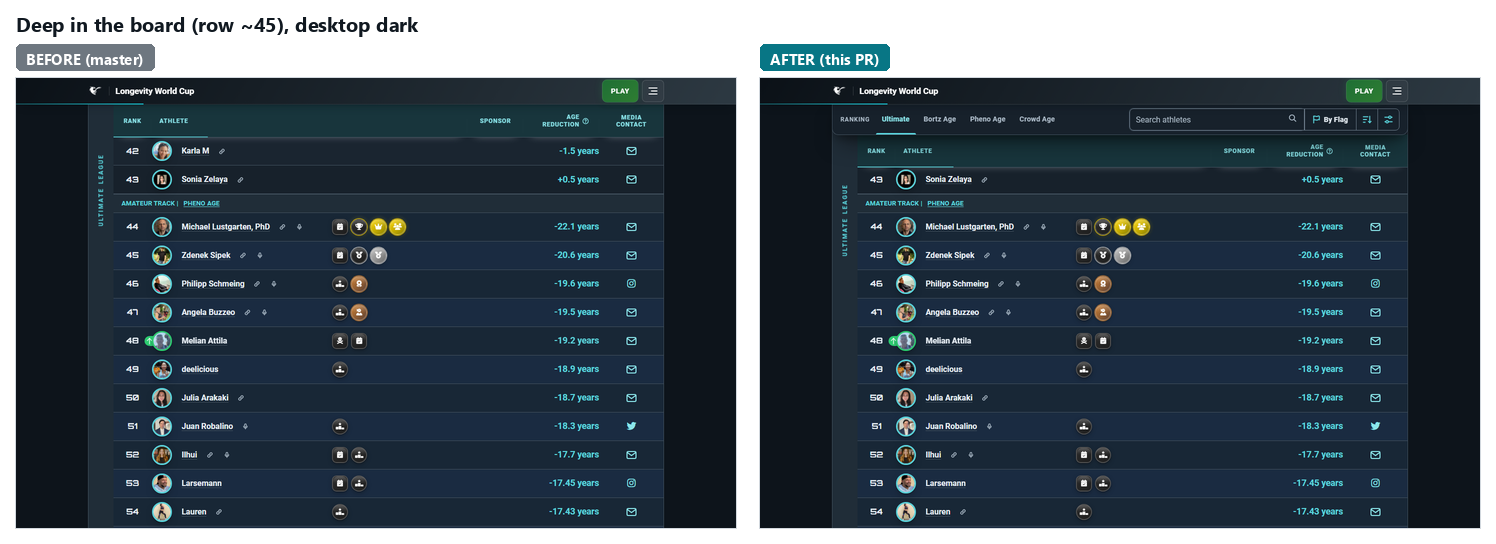 Deep in the board (row ~45), desktop dark
BEFORE (master)
Longevity World Cup
PLAY
RANK ATHLETE SPONSOR AGE REDUCTION MEDIA CONTACT
ULTIMATE LEAGUE
42 Karla M -1.5 years
43 Sonia Zelaya +0.5 years
AMATEUR TRACK | PHENO AGE
44 Michael Lustgarten, PhD -22.1 years
45 Zdenek Sipek -20.6 years
46 Philipp Schmeing -19.6 years
47 Angela Buzzeo -19.5 years
48 Melian Attila -19.2 years
49 deelicious -18.9 years
50 Julia Arakaki -18.7 years
51 Juan Robalino -18.3 years
52 Ilhui -17.7 years
53 Larsemann -17.45 years
54 Lauren -17.43 years
AFTER (this PR)
Longevity World Cup
PLAY
RANKING Ultimate Bortz Age Pheno Age Crowd Age Search athletes By Flag
RANK ATHLETE SPONSOR AGE REDUCTION MEDIA CONTACT
ULTIMATE LEAGUE
43 Sonia Zelaya +0.5 years
AMATEUR TRACK | PHENO AGE
44 Michael Lustgarten, PhD -22.1 years
45 Zdenek Sipek -20.6 years
46 Philipp Schmeing -19.6 years
47 Angela Buzzeo -19.5 years
48 Melian Attila -19.2 years
49 deelicious -18.9 years
50 Julia Arakaki -18.7 years
51 Juan Robalino -18.3 years
52 Ilhui -17.7 years
53 Larsemann -17.45 years
54 Lauren -17.43 years